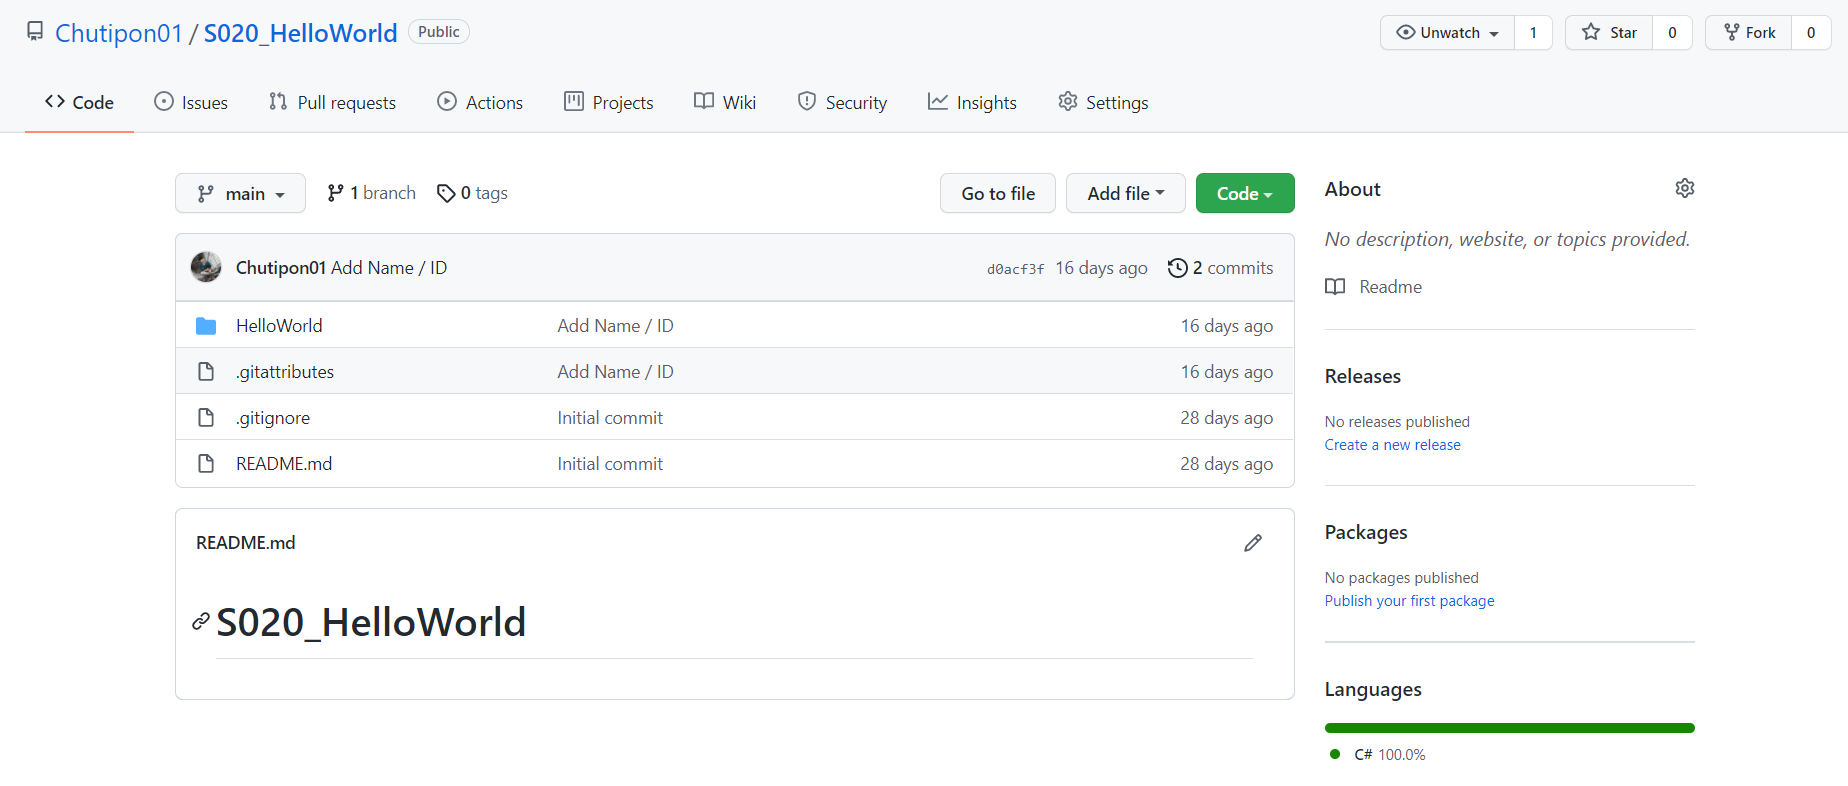 Chutipon01 / S020_HelloWorld Public Unwatch 1 Star 0 Fork 0
Code Issues Pull requests Actions Projects Wiki Security Insights Settings
main 1 branch 0 tags Go to file Add file Code
Chutipon01 Add Name / ID d0acf3f 16 days ago 2 commits
HelloWorld Add Name / ID 16 days ago
.gitattributes Add Name / ID 16 days ago
.gitignore Initial commit 28 days ago
README.md Initial commit 28 days ago
README.md
S020_HelloWorld
About
No description, website, or topics provided.
Readme
Releases
No releases published
Create a new release
Packages
No packages published
Publish your first package
Languages
C# 100.0%